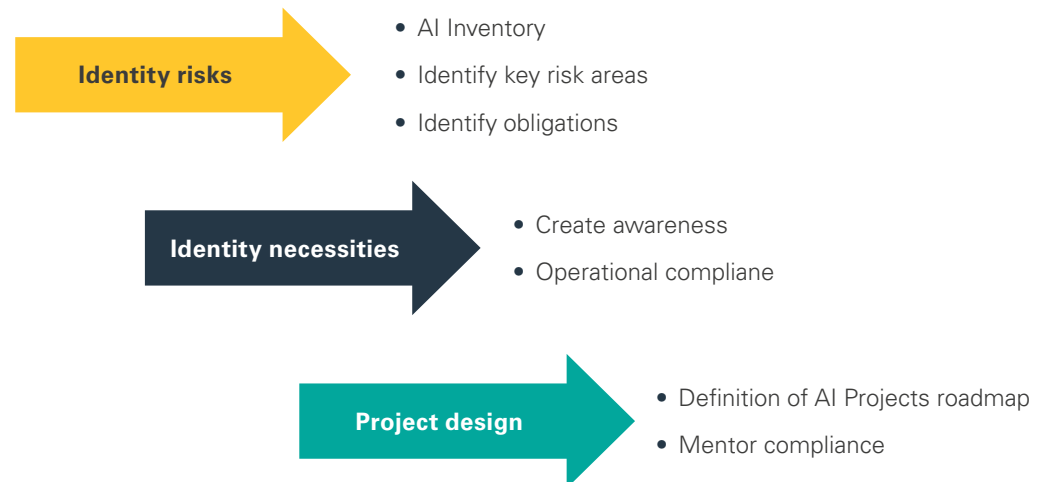 Identity risks
• AI Inventory
• Identify key risk areas
• Identify obligations
Identity necessities
• Create awareness
• Operational compliane
Project design
• Definition of AI Projects roadmap
• Mentor compliance